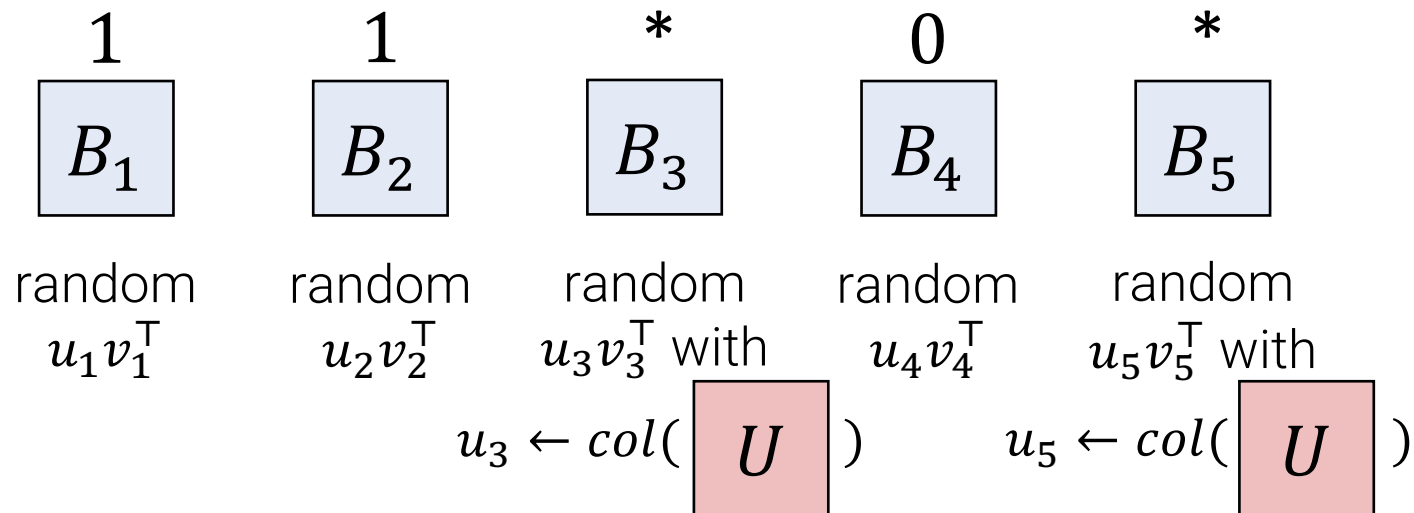 1 1 * 0 *
B₁ B₂ B₃ B₄ B₅
random random random random random
u₁v₁ᵀ u₂v₂ᵀ u₃v₃ᵀ with u₄v₄ᵀ u₅v₅ᵀ with
u₃ ← col( U ) u₅ ← col( U )